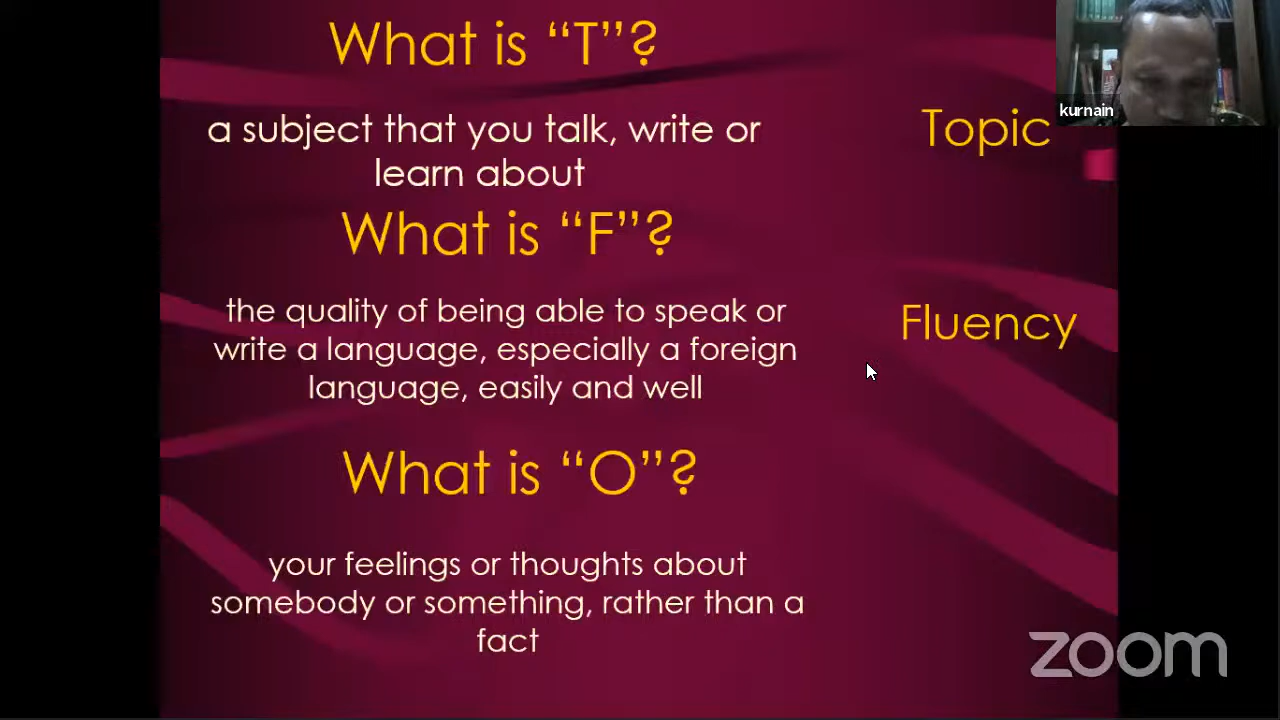 What is “T”?
a subject that you talk, write or
learn about
Topic
kurnain
What is “F”?
the quality of being able to speak or
write a language, especially a foreign
language, easily and well
Fluency
What is “O”?
your feelings or thoughts about
somebody or something, rather than a
fact
zoom